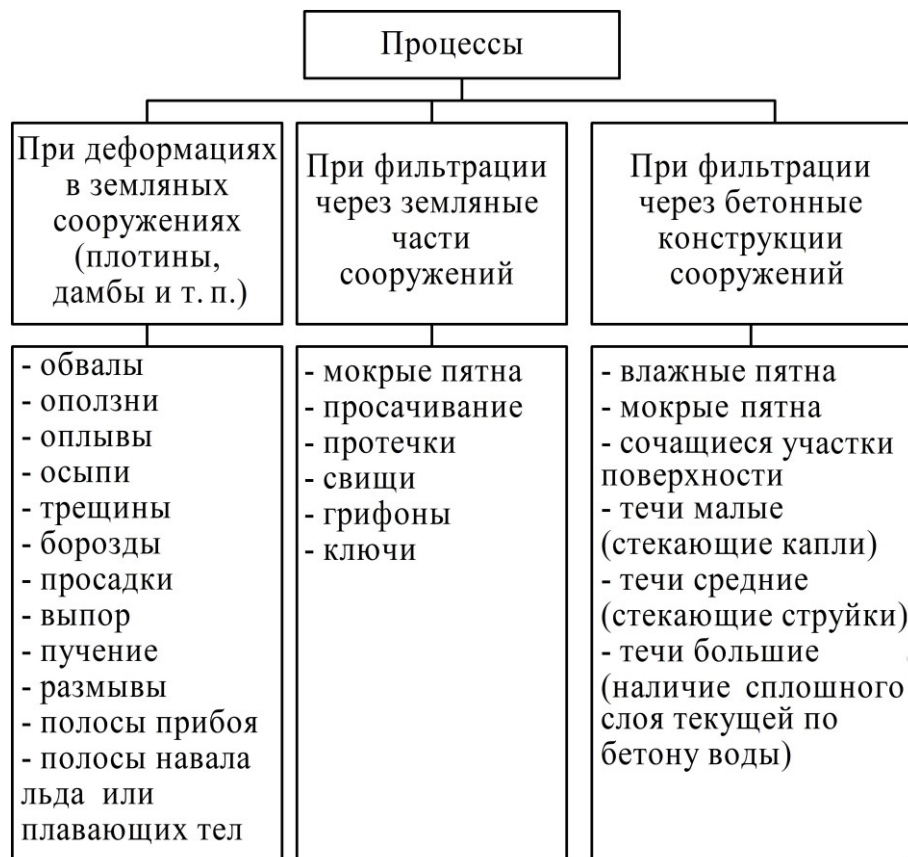 Процессы
При деформациях
в земляных
сооружениях
(плотины,
дамбы и т. п.)
При фильтрации
через земляные
части
сооружений
При фильтрации
через бетонные
конструкции
сооружений
- обвалы
- оползни
- оплывы
- осыпи
- трещины
- борозды
- просадки
- выпор
- пучение
- размывы
- полосы прибоя
- полосы навала
льда или
плавающих тел
- мокрые пятна
- просачивание
- протечки
- свищи
- грифоны
- ключи
- влажные пятна
- мокрые пятна
- сочащиеся участки
поверхности
- течи малые
(стекающие капли)
- течи средние
(стекающие струйки)
- течи большие
(наличие сплошного
слоя текущей по
бетону воды)